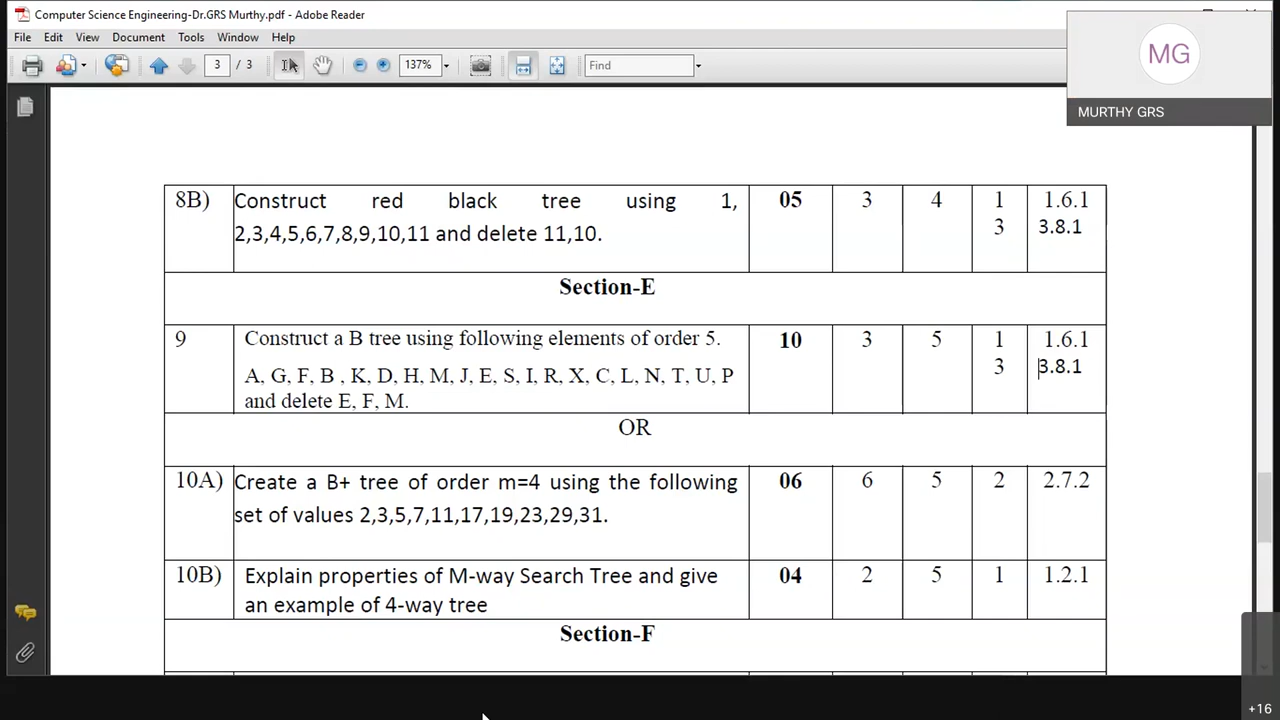 Computer Science Engineering-Dr.GRS Murthy.pdf - Adobe Reader
File Edit View Document Tools Window Help
3 / 3 137% Find
MG
MURTHY GRS
8B) Construct red black tree using 1, 05 3 4 1 1.6.1
2,3,4,5,6,7,8,9,10,11 and delete 11,10. 3 3.8.1
Section-E
9 Construct a B tree using following elements of order 5. 10 3 5 1 1.6.1
A, G, F, B , K, D, H, M, J, E, S, I, R, X, C, L, N, T, U, P 3 3.8.1
and delete E, F, M.
OR
10A) Create a B+ tree of order m=4 using the following 06 6 5 2 2.7.2
set of values 2,3,5,7,11,17,19,23,29,31.
10B) Explain properties of M-way Search Tree and give 04 2 5 1 1.2.1
an example of 4-way tree
Section-F
+16